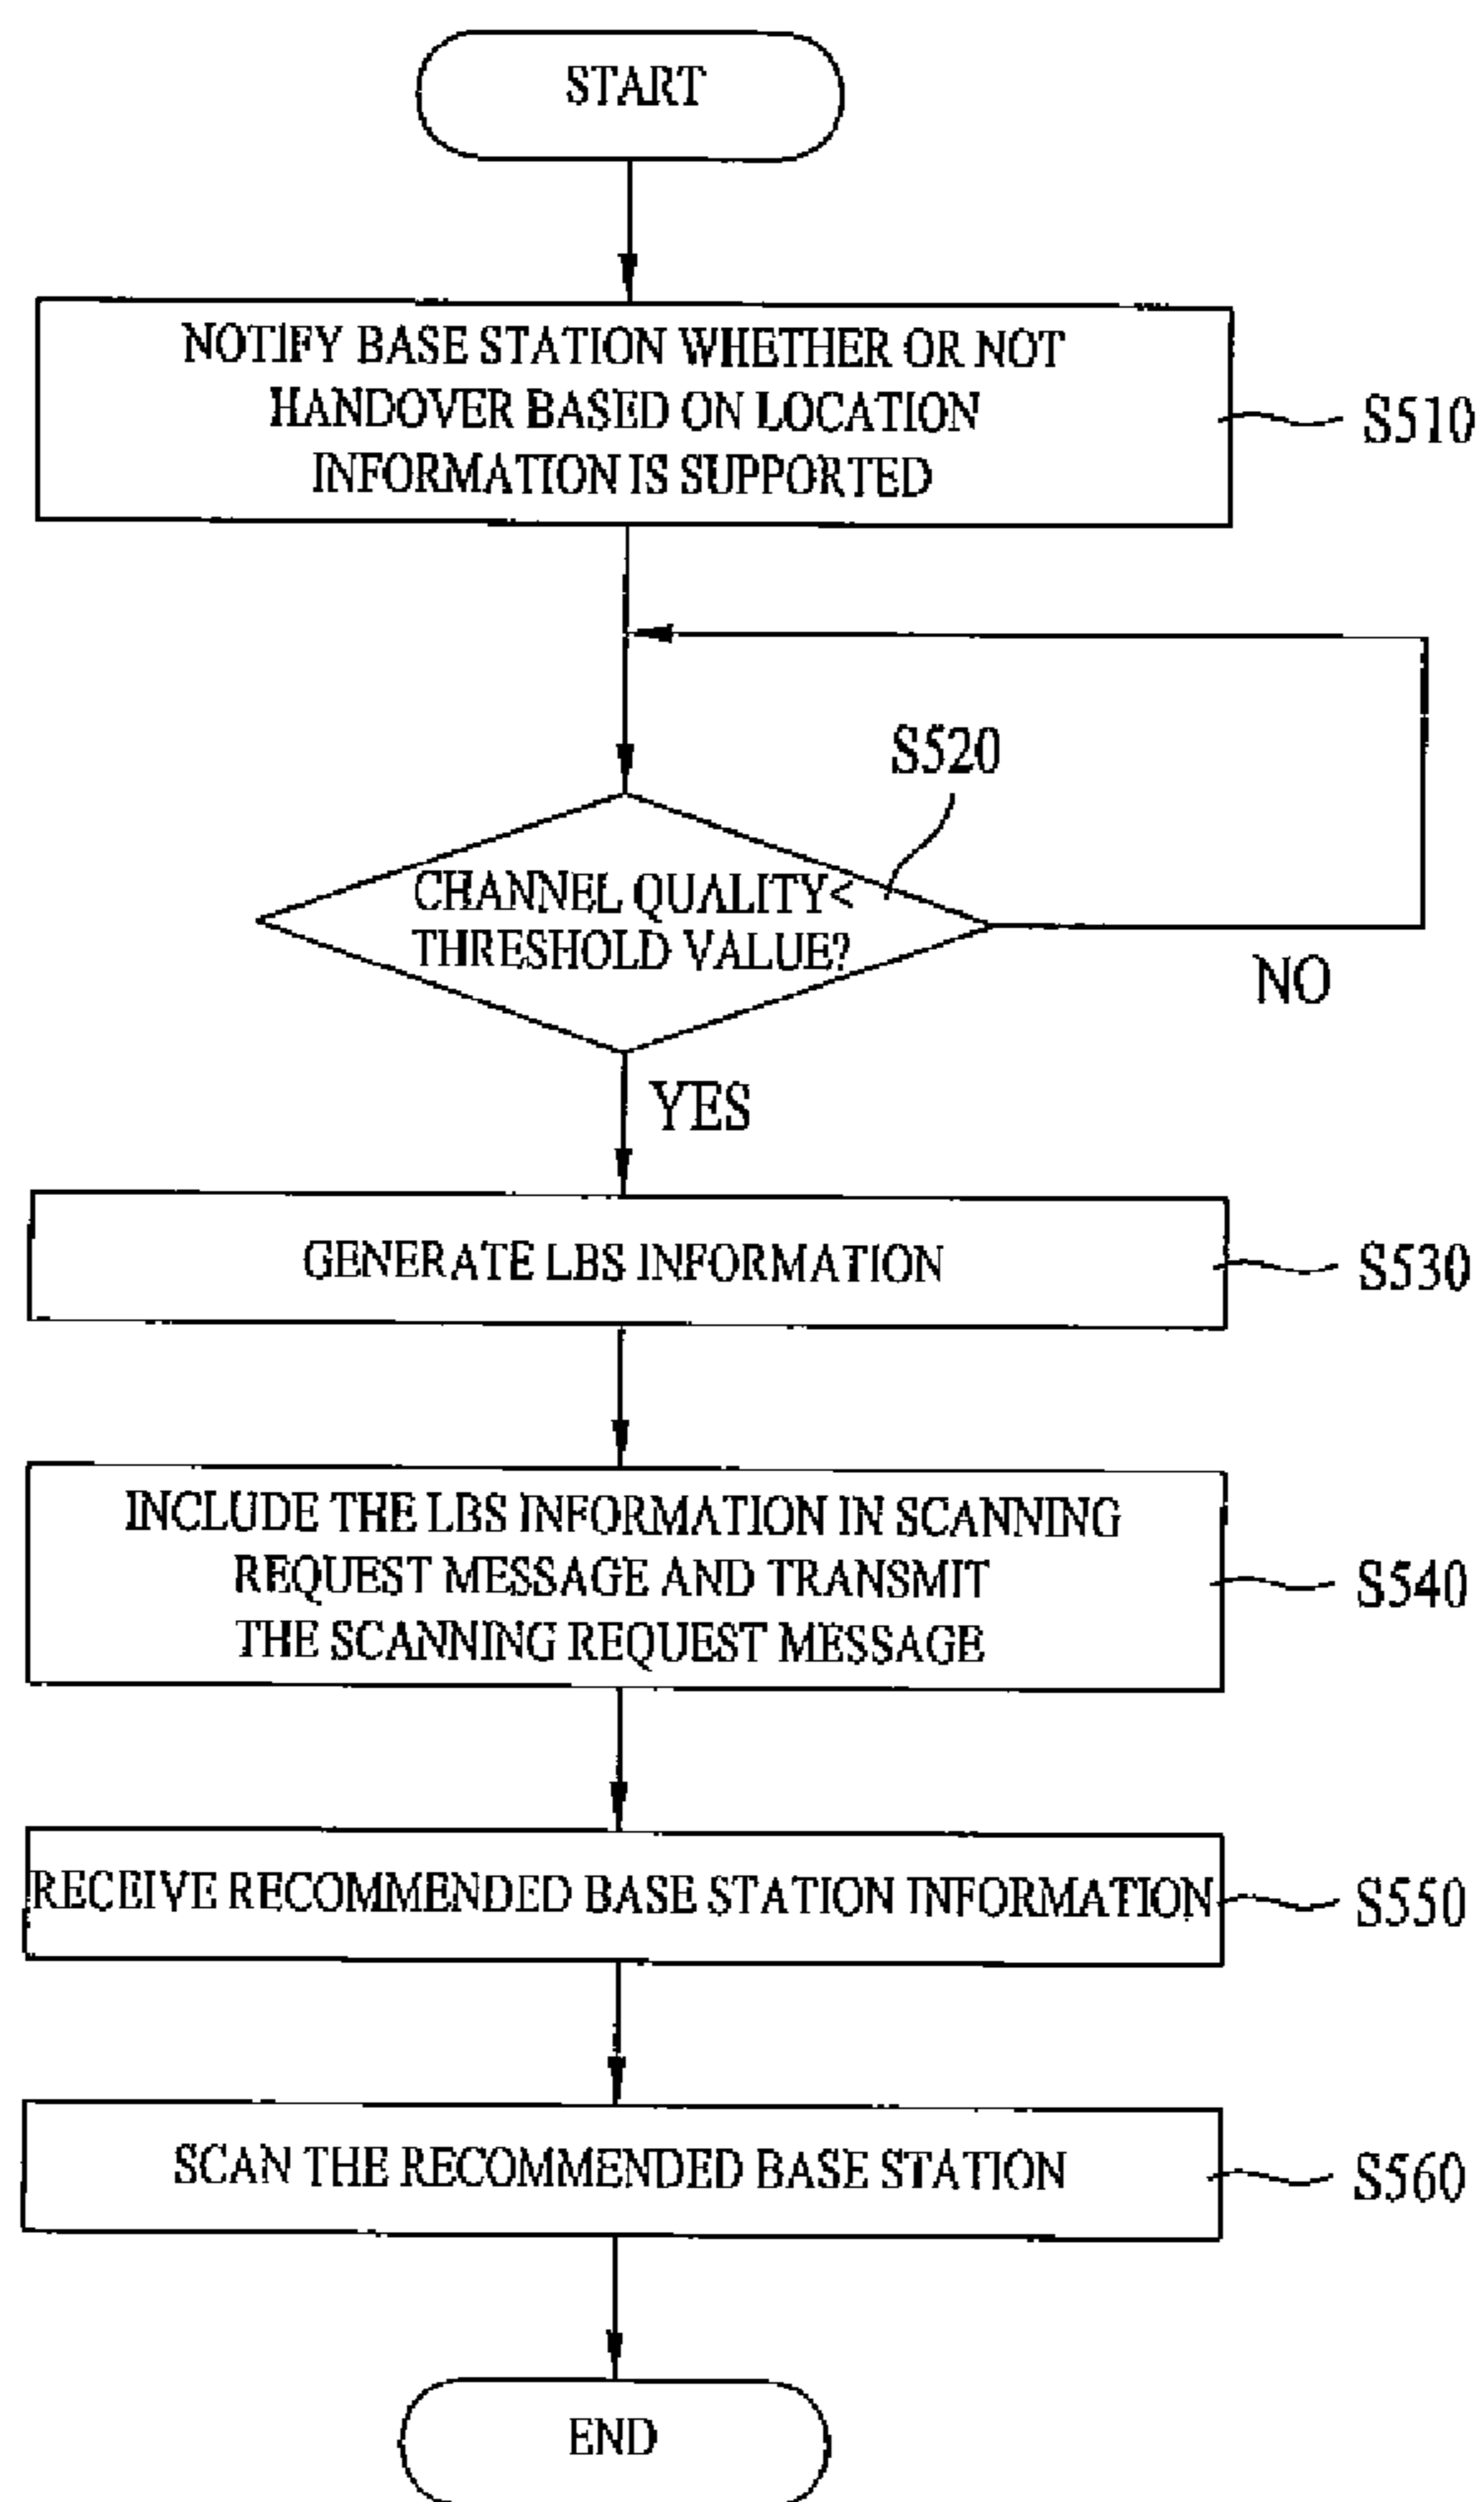 START
NOTIFY BASE STATION WHETHER OR NOT
HANDOVER BASED ON LOCATION
INFORMATION IS SUPPORTED
S510
S520
CHANNEL QUALITY<
THRESHOLD VALUE?
NO
YES
GENERATE LBS INFORMATION
S530
INCLUDE THE LBS INFORMATION IN SCANNING
REQUEST MESSAGE AND TRANSMIT
THE SCANNING REQUEST MESSAGE
S540
RECEIVE RECOMMENDED BASE STATION INFORMATION
S550
SCAN THE RECOMMENDED BASE STATION
S560
END